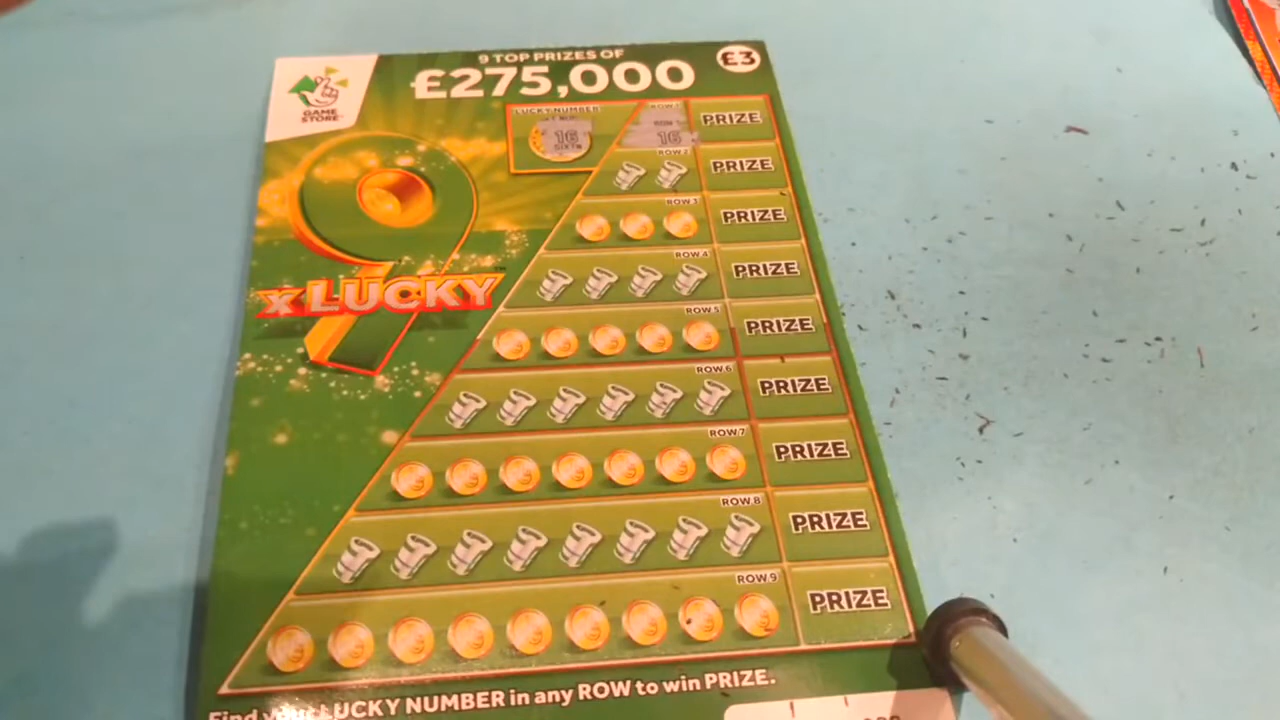 9 TOP PRIZES OF
£275,000
£3
GAME
STORE
LUCKY NUMBER
16
SIXTN
ROW 1
16
PRIZE
ROW 2
PRIZE
ROW 3
PRIZE
9
x LUCKY™
ROW 4
PRIZE
ROW 5
PRIZE
ROW 6
PRIZE
ROW 7
PRIZE
ROW 8
PRIZE
ROW 9
PRIZE
Find LUCKY NUMBER in any ROW to win PRIZE.